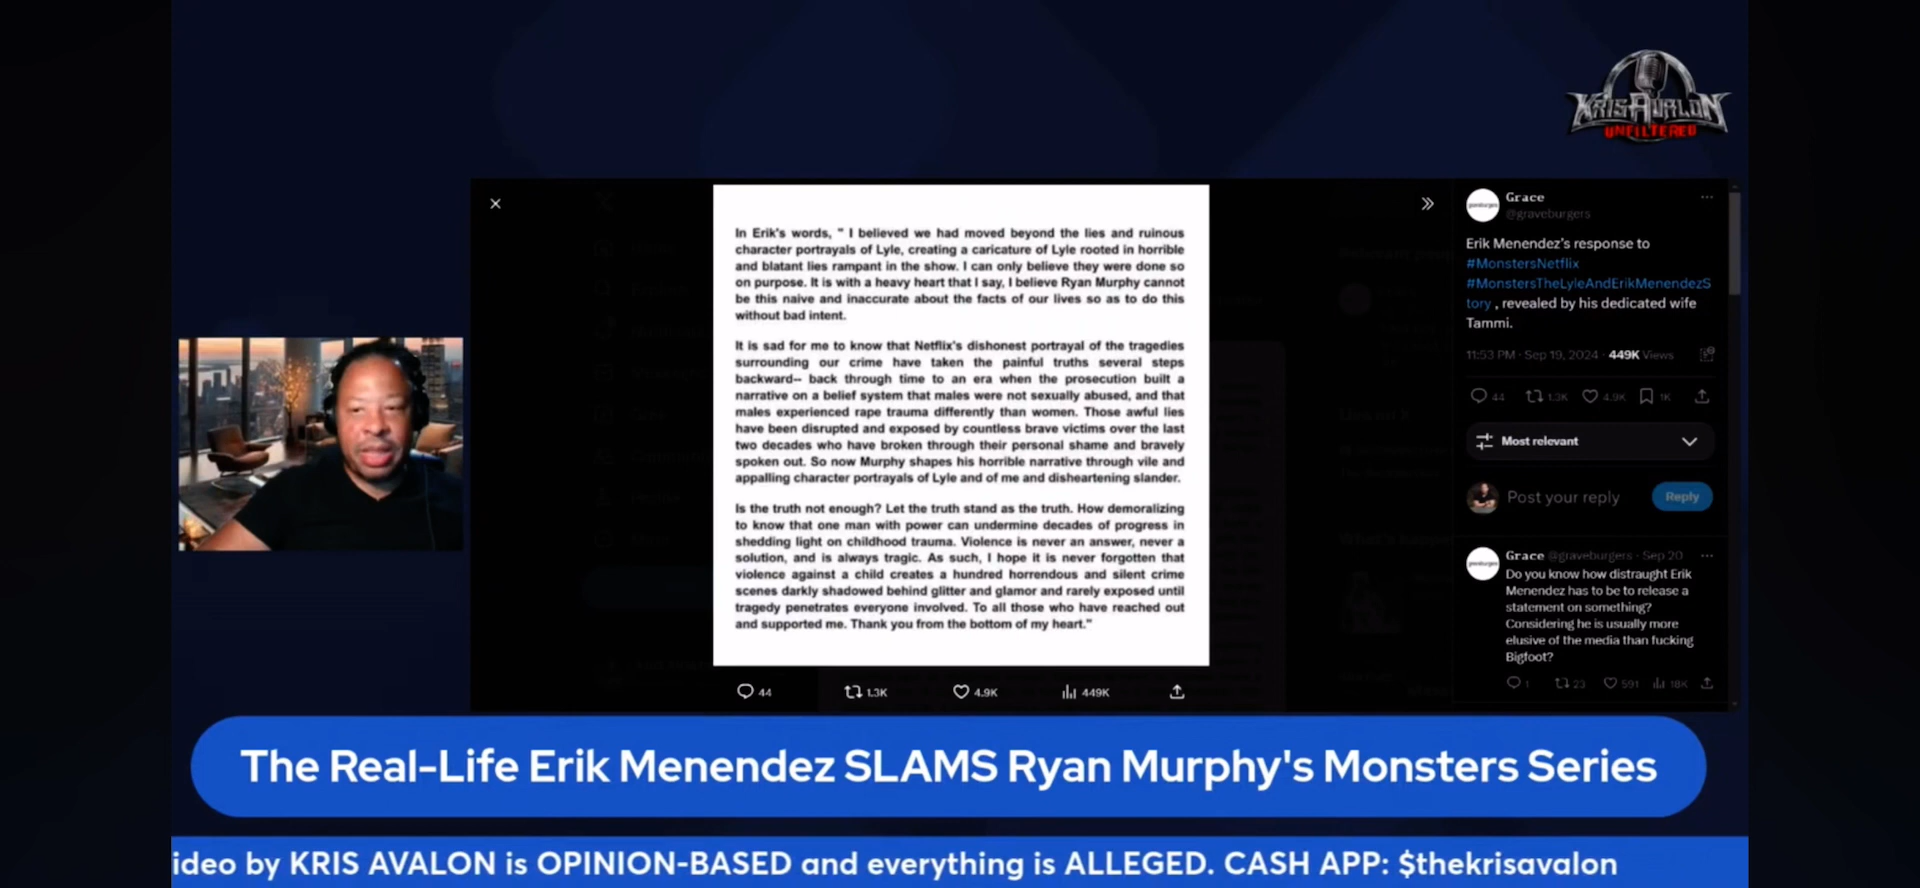 KRISAVALON
UNFILTERED
In Erik's words, " I believed we had moved beyond the lies and ruinous
character portrayals of Lyle, creating a caricature of Lyle rooted in horrible
and blatant lies rampant in the show. I can only believe they were done so
on purpose. It is with a heavy heart that I say, I believe Ryan Murphy cannot
be this naive and inaccurate about the facts of our lives so as to do this
without bad intent.
It is sad for me to know that Netflix's dishonest portrayal of the tragedies
surrounding our crime have taken the painful truths several steps
backward-- back through time to an era when the prosecution built a
narrative on a belief system that males were not sexually abused, and that
males experienced rape trauma differently than women. Those awful lies
have been disrupted and exposed by countless brave victims over the last
two decades who have broken through their personal shame and bravely
spoken out. So now Murphy shapes his horrible narrative through vile and
appalling character portrayals of Lyle and of me and disheartening slander.
Is the truth not enough? Let the truth stand as the truth. How demoralizing
to know that one man with power can undermine decades of progress in
shedding light on childhood trauma. Violence is never an answer, never a
solution, and is always tragic. As such, I hope it is never forgotten that
violence against a child creates a hundred horrendous and silent crime
scenes darkly shadowed behind glitter and glamor and rarely exposed until
tragedy penetrates everyone involved. To all those who have reached out
and supported me. Thank you from the bottom of my heart."
44 1.3K 4.9K 449K
Grace
@graveburgers
Erik Menendez's response to
#MonstersNetflix
#MonstersTheLyleAndErikMenendezS
tory , revealed by his dedicated wife
Tammi.
11:53 PM · Sep 19, 2024 · 449K Views
44 1.3K 4.9K 1K
Most relevant
Post your reply Reply
Grace @graveburgers · Sep 20
Do you know how distraught Erik
Menendez has to be to release a
statement on something?
Considering he is usually more
elusive of the media than fucking
Bigfoot?
1 23 591 18K
The Real-Life Erik Menendez SLAMS Ryan Murphy's Monsters Series
ideo by KRIS AVALON is OPINION-BASED and everything is ALLEGED. CASH APP: $thekrisavalon